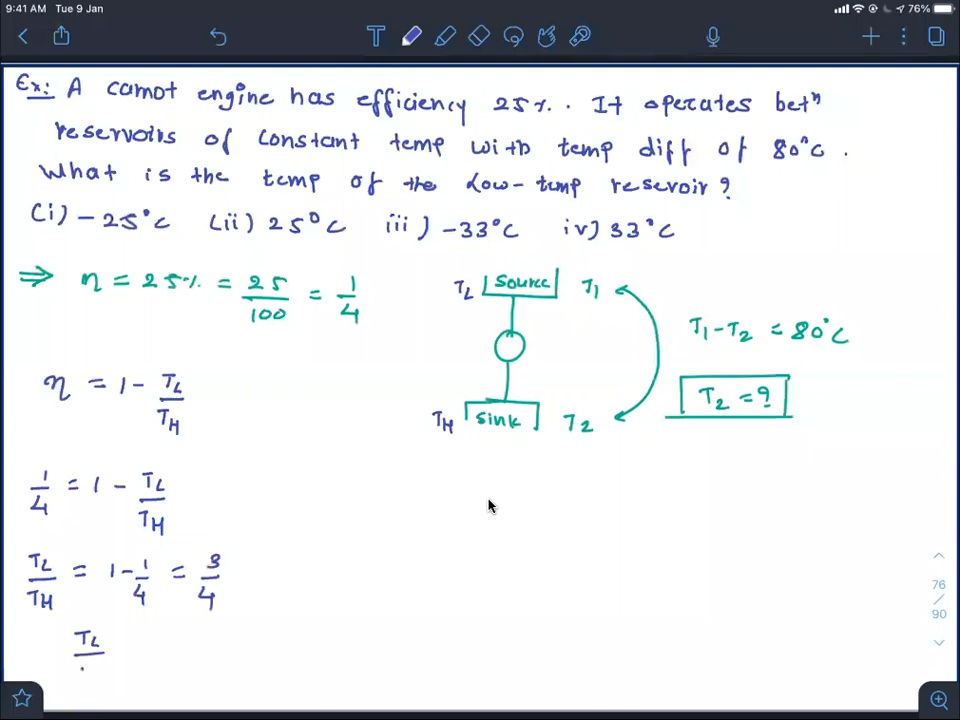 9:41 AM Tue 9 Jan
76%
Ex: A carnot engine has efficiency 25%. It operates betⁿ
reservoirs of constant temp with temp diff of 80°C.
What is the temp of the Low-temp reservoir?
(i) -25°C (ii) 25°C iii) -33°C iv) 33°C
⇒ η = 25% = 25/100 = 1/4
TL Source T1
T1 - T2 = 80°C
T2 = ?
TH Sink T2
η = 1 - TL/TH
1/4 = 1 - TL/TH
TL/TH = 1 - 1/4 = 3/4
TL
76
/
90